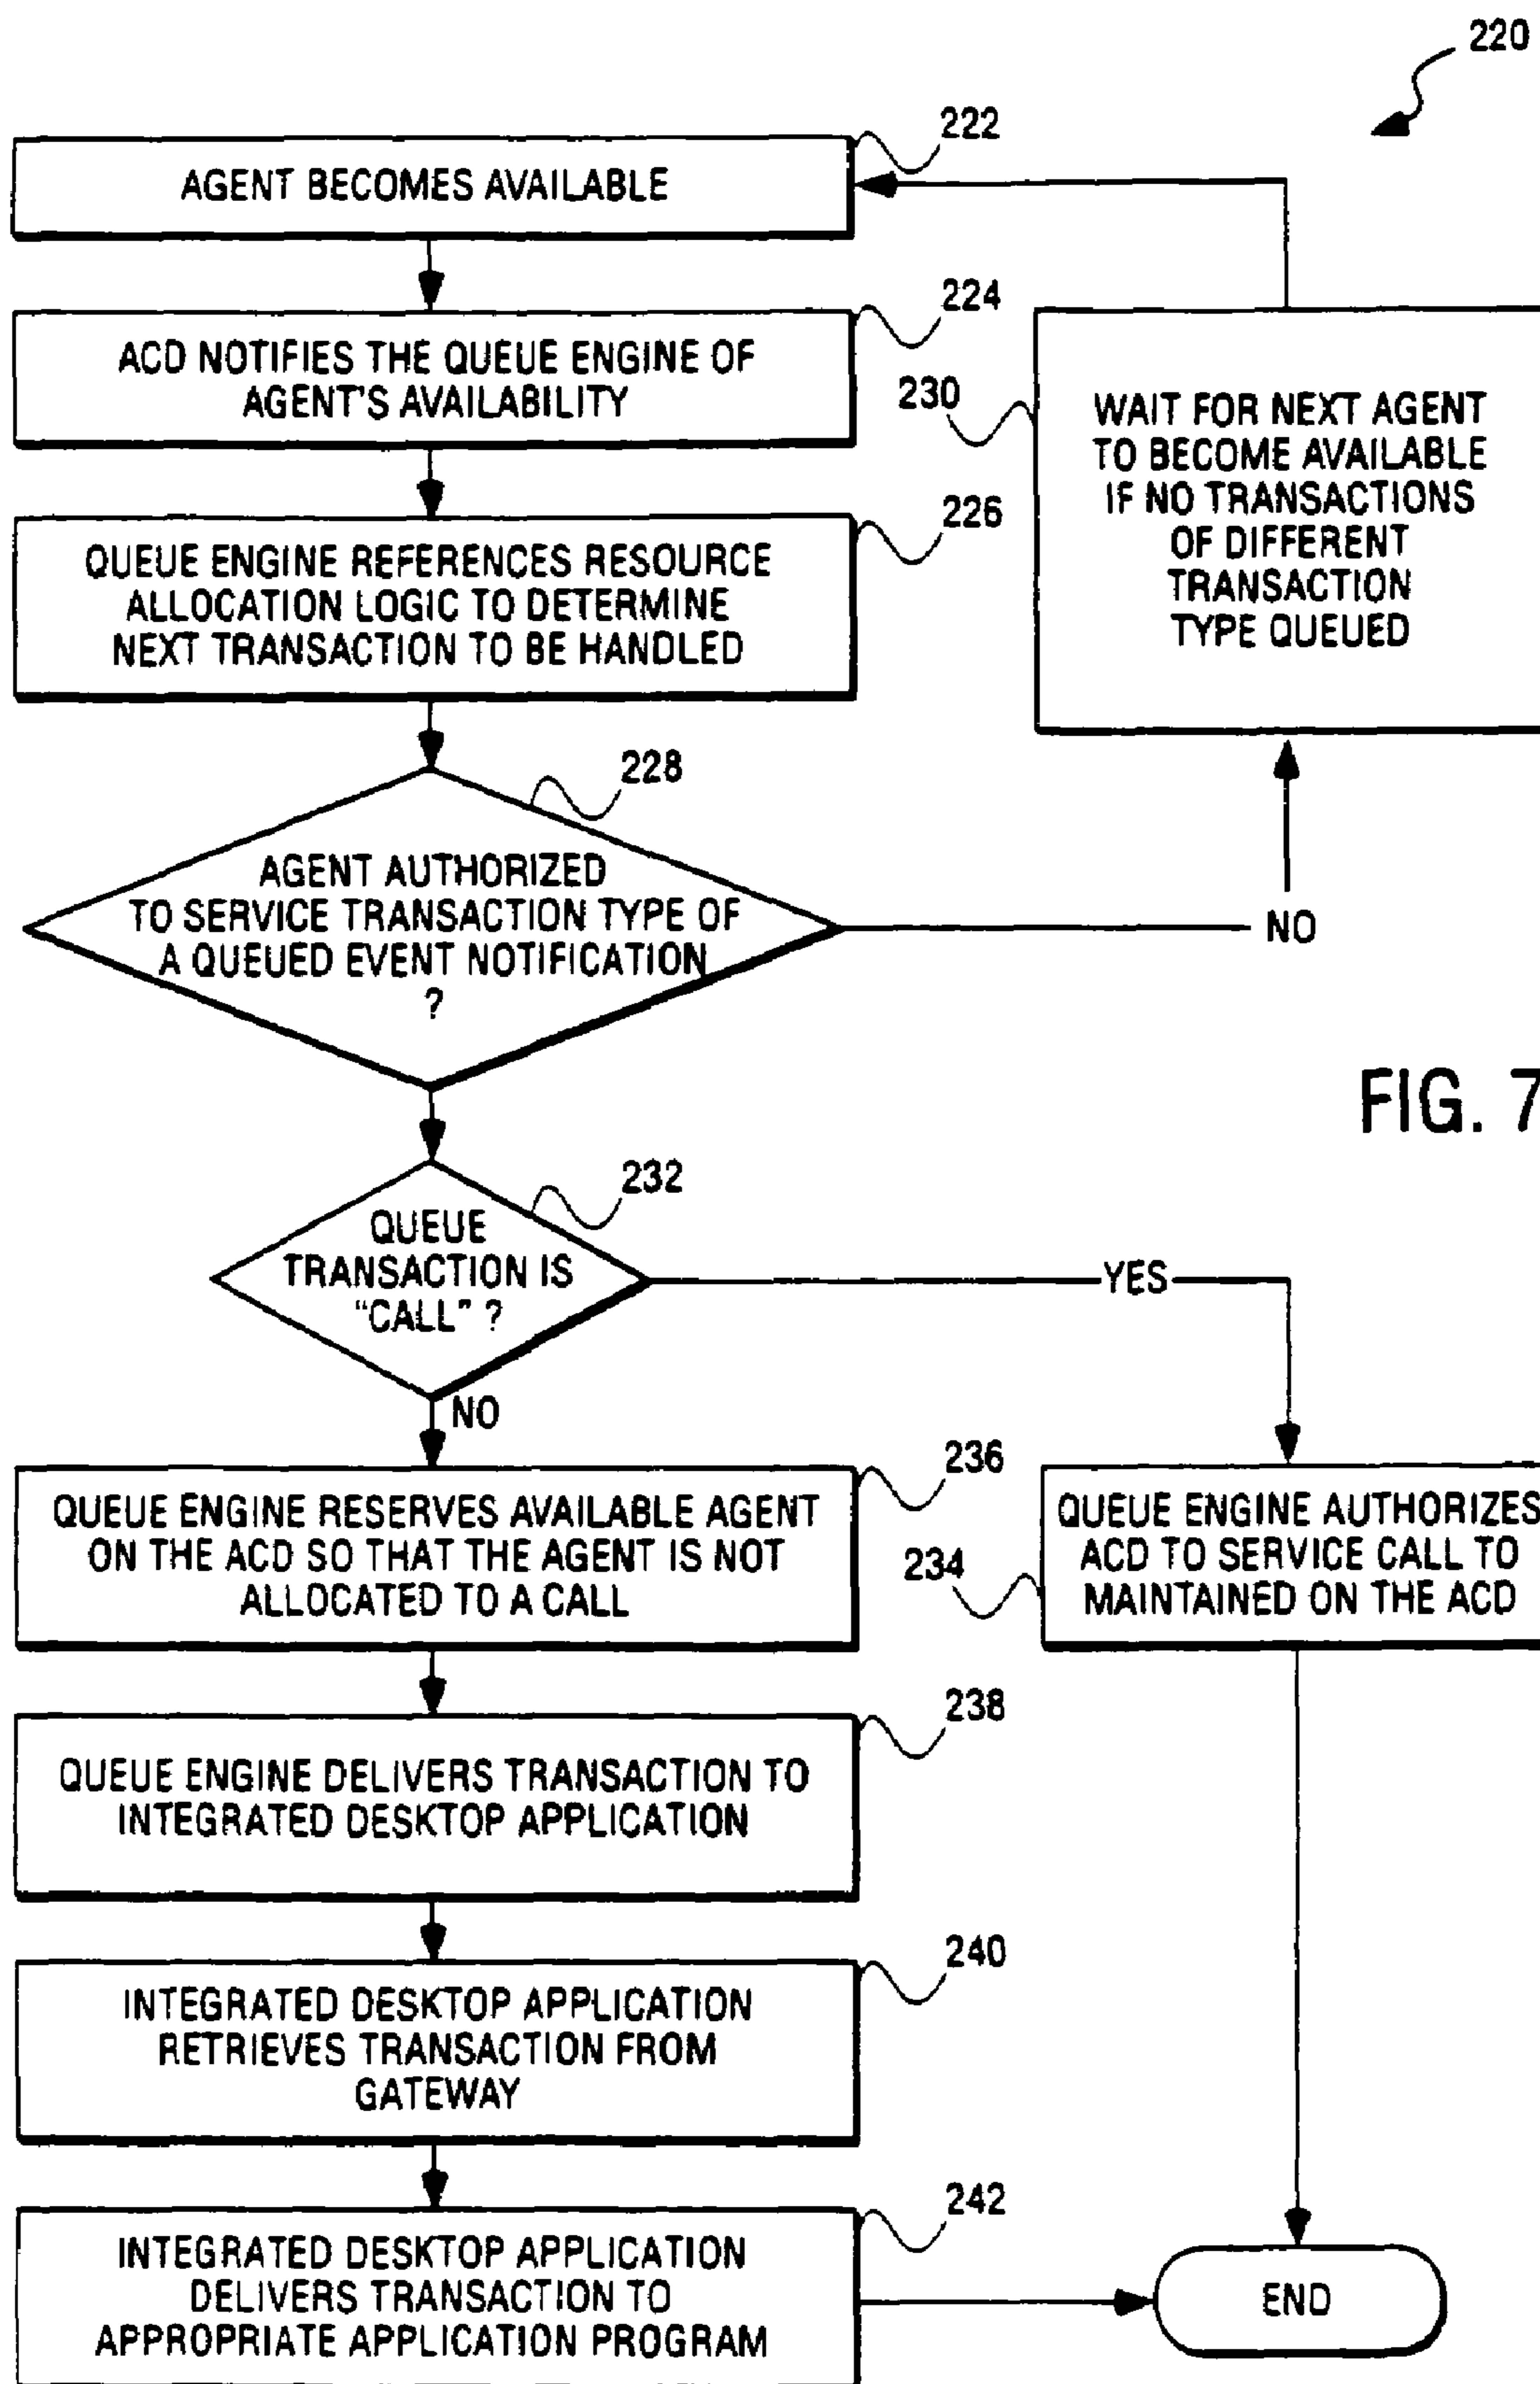 220
222
AGENT BECOMES AVAILABLE
224
ACD NOTIFIES THE QUEUE ENGINE OF
AGENT'S AVAILABILITY
230
WAIT FOR NEXT AGENT
TO BECOME AVAILABLE
IF NO TRANSACTIONS
OF DIFFERENT
TRANSACTION
TYPE QUEUED
226
QUEUE ENGINE REFERENCES RESOURCE
ALLOCATION LOGIC TO DETERMINE
NEXT TRANSACTION TO BE HANDLED
228
AGENT AUTHORIZED
TO SERVICE TRANSACTION TYPE OF
A QUEUED EVENT NOTIFICATION
?
NO
FIG. 7
232
QUEUE
TRANSACTION IS
"CALL" ?
YES
NO
236
QUEUE ENGINE RESERVES AVAILABLE AGENT
ON THE ACD SO THAT THE AGENT IS NOT
ALLOCATED TO A CALL
234
QUEUE ENGINE AUTHORIZES
ACD TO SERVICE CALL TO
MAINTAINED ON THE ACD
238
QUEUE ENGINE DELIVERS TRANSACTION TO
INTEGRATED DESKTOP APPLICATION
240
INTEGRATED DESKTOP APPLICATION
RETRIEVES TRANSACTION FROM
GATEWAY
242
INTEGRATED DESKTOP APPLICATION
DELIVERS TRANSACTION TO
APPROPRIATE APPLICATION PROGRAM
END